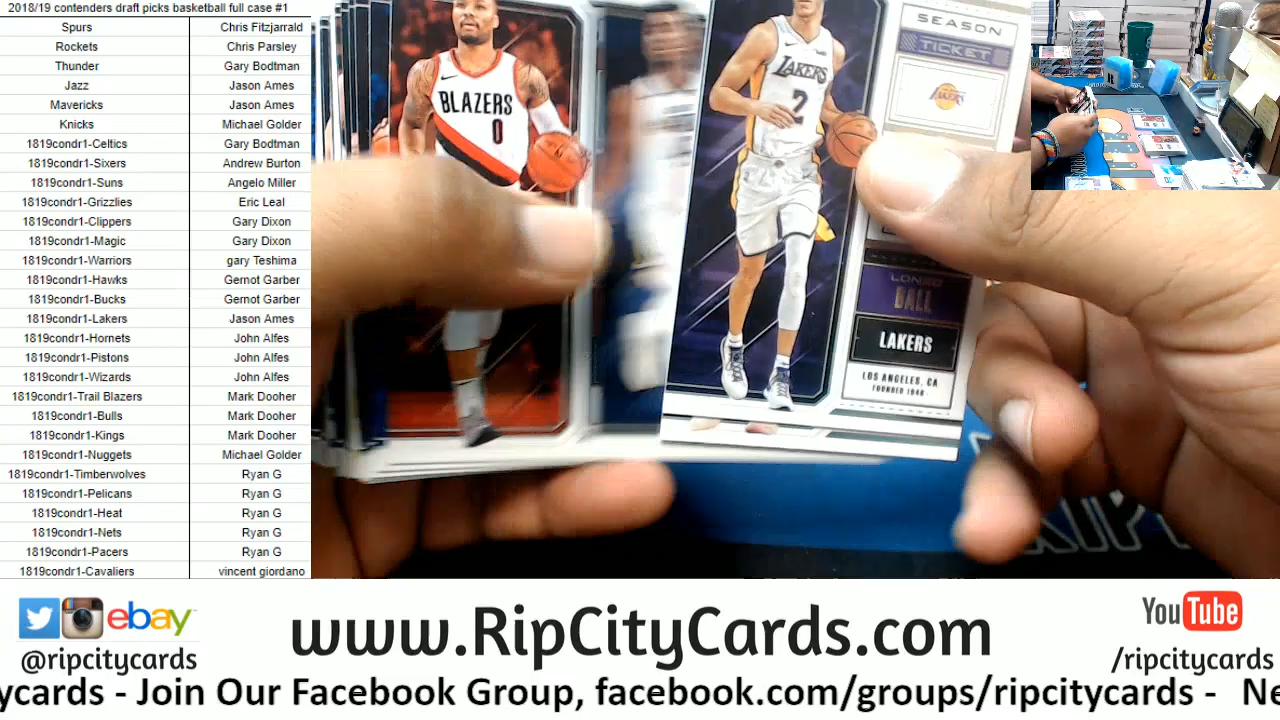 2018/19 contenders draft picks basketball full case #1
Spurs Chris Fitzjarrald
Rockets Chris Parsley
Thunder Gary Bodtman
Jazz Jason Ames
Mavericks Jason Ames
Knicks Michael Golder
1819condr1-Celtics Gary Bodtman
1819condr1-Sixers Andrew Burton
1819condr1-Suns Angelo Miller
1819condr1-Grizzlies Eric Leal
1819condr1-Clippers Gary Dixon
1819condr1-Magic Gary Dixon
1819condr1-Warriors gary Teshima
1819condr1-Hawks Gernot Garber
1819condr1-Bucks Gernot Garber
1819condr1-Lakers Jason Ames
1819condr1-Hornets John Alfes
1819condr1-Pistons John Alfes
1819condr1-Wizards John Alfes
1819condr1-Trail Blazers Mark Dooher
1819condr1-Bulls Mark Dooher
1819condr1-Kings Mark Dooher
1819condr1-Nuggets Michael Golder
1819condr1-Timberwolves Ryan G
1819condr1-Pelicans Ryan G
1819condr1-Heat Ryan G
1819condr1-Nets Ryan G
1819condr1-Pacers Ryan G
1819condr1-Cavaliers vincent giordano
BLAZERS
0
LAKERS
2
SEASON
TICKET
LONZO
BALL
LAKERS
LOS ANGELES, CA
FOUNDED 1948
ebay
@ripcitycards
www.RipCityCards.com
YouTube
/ripcitycards
ycards - Join Our Facebook Group, facebook.com/groups/ripcitycards - Ne